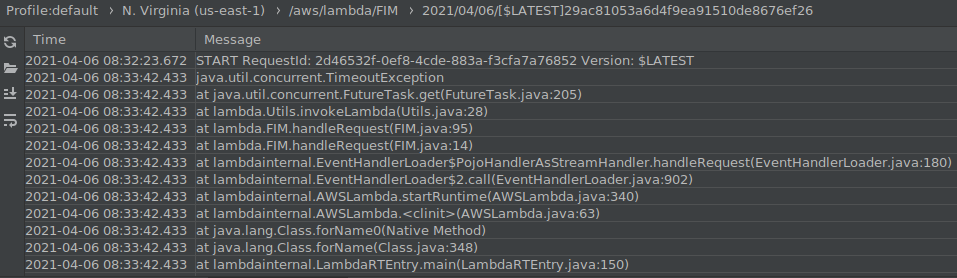 Profile:default > N. Virginia (us-east-1) > /aws/lambda/FIM > 2021/04/06/[$LATEST]29ac81053a6d4f9ea91510de8676ef26
Time Message
2021-04-06 08:32:23.672 START RequestId: 2d46532f-0ef8-4cde-883a-f3cfa7a76852 Version: $LATEST
2021-04-06 08:33:42.433 java.util.concurrent.TimeoutException
2021-04-06 08:33:42.433 at java.util.concurrent.FutureTask.get(FutureTask.java:205)
2021-04-06 08:33:42.433 at lambda.Utils.invokeLambda(Utils.java:28)
2021-04-06 08:33:42.433 at lambda.FIM.handleRequest(FIM.java:95)
2021-04-06 08:33:42.433 at lambda.FIM.handleRequest(FIM.java:14)
2021-04-06 08:33:42.433 at lambdainternal.EventHandlerLoader$PojoHandlerAsStreamHandler.handleRequest(EventHandlerLoader.java:180)
2021-04-06 08:33:42.433 at lambdainternal.EventHandlerLoader$2.call(EventHandlerLoader.java:902)
2021-04-06 08:33:42.433 at lambdainternal.AWSLambda.startRuntime(AWSLambda.java:340)
2021-04-06 08:33:42.433 at lambdainternal.AWSLambda.<clinit>(AWSLambda.java:63)
2021-04-06 08:33:42.433 at java.lang.Class.forName0(Native Method)
2021-04-06 08:33:42.433 at java.lang.Class.forName(Class.java:348)
2021-04-06 08:33:42.433 at lambdainternal.LambdaRTEntry.main(LambdaRTEntry.java:150)